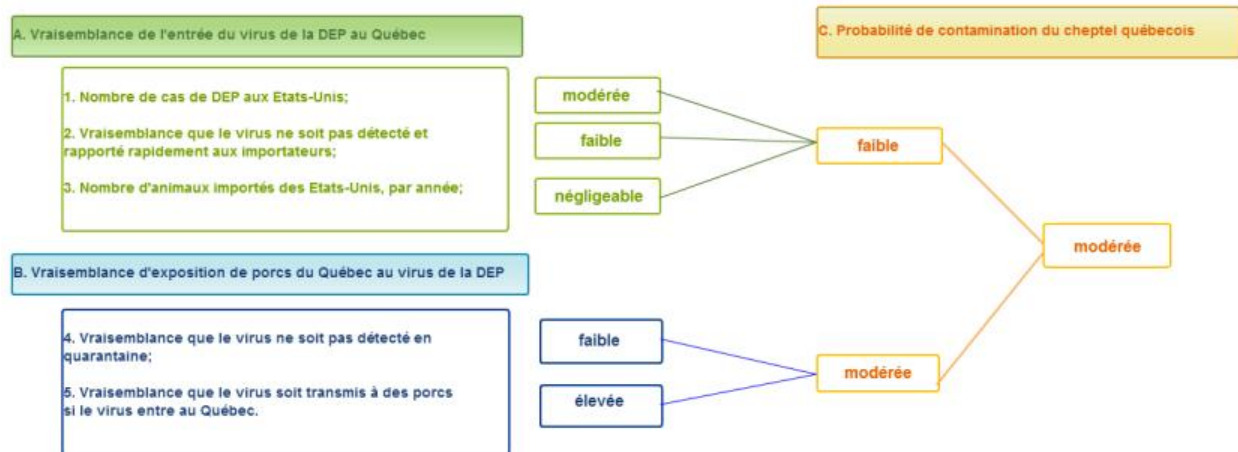 A. Vraisemblance de l'entrée du virus de la DEP au Québec
C. Probabilité de contamination du cheptel québecois
1. Nombre de cas de DEP aux Etats-Unis;
2. Vraisemblance que le virus ne soit pas détecté et
rapporté rapidement aux importateurs;
3. Nombre d'animaux importés des Etats-Unis, par année;
modérée
faible
négligeable
faible
modérée
B. Vraisemblance d'exposition de porcs du Québec au virus de la DEP
4. Vraisemblance que le virus ne soit pas détecté en
quarantaine;
5. Vraisemblance que le virus soit transmis à des porcs
si le virus entre au Québec.
faible
élevée
modérée